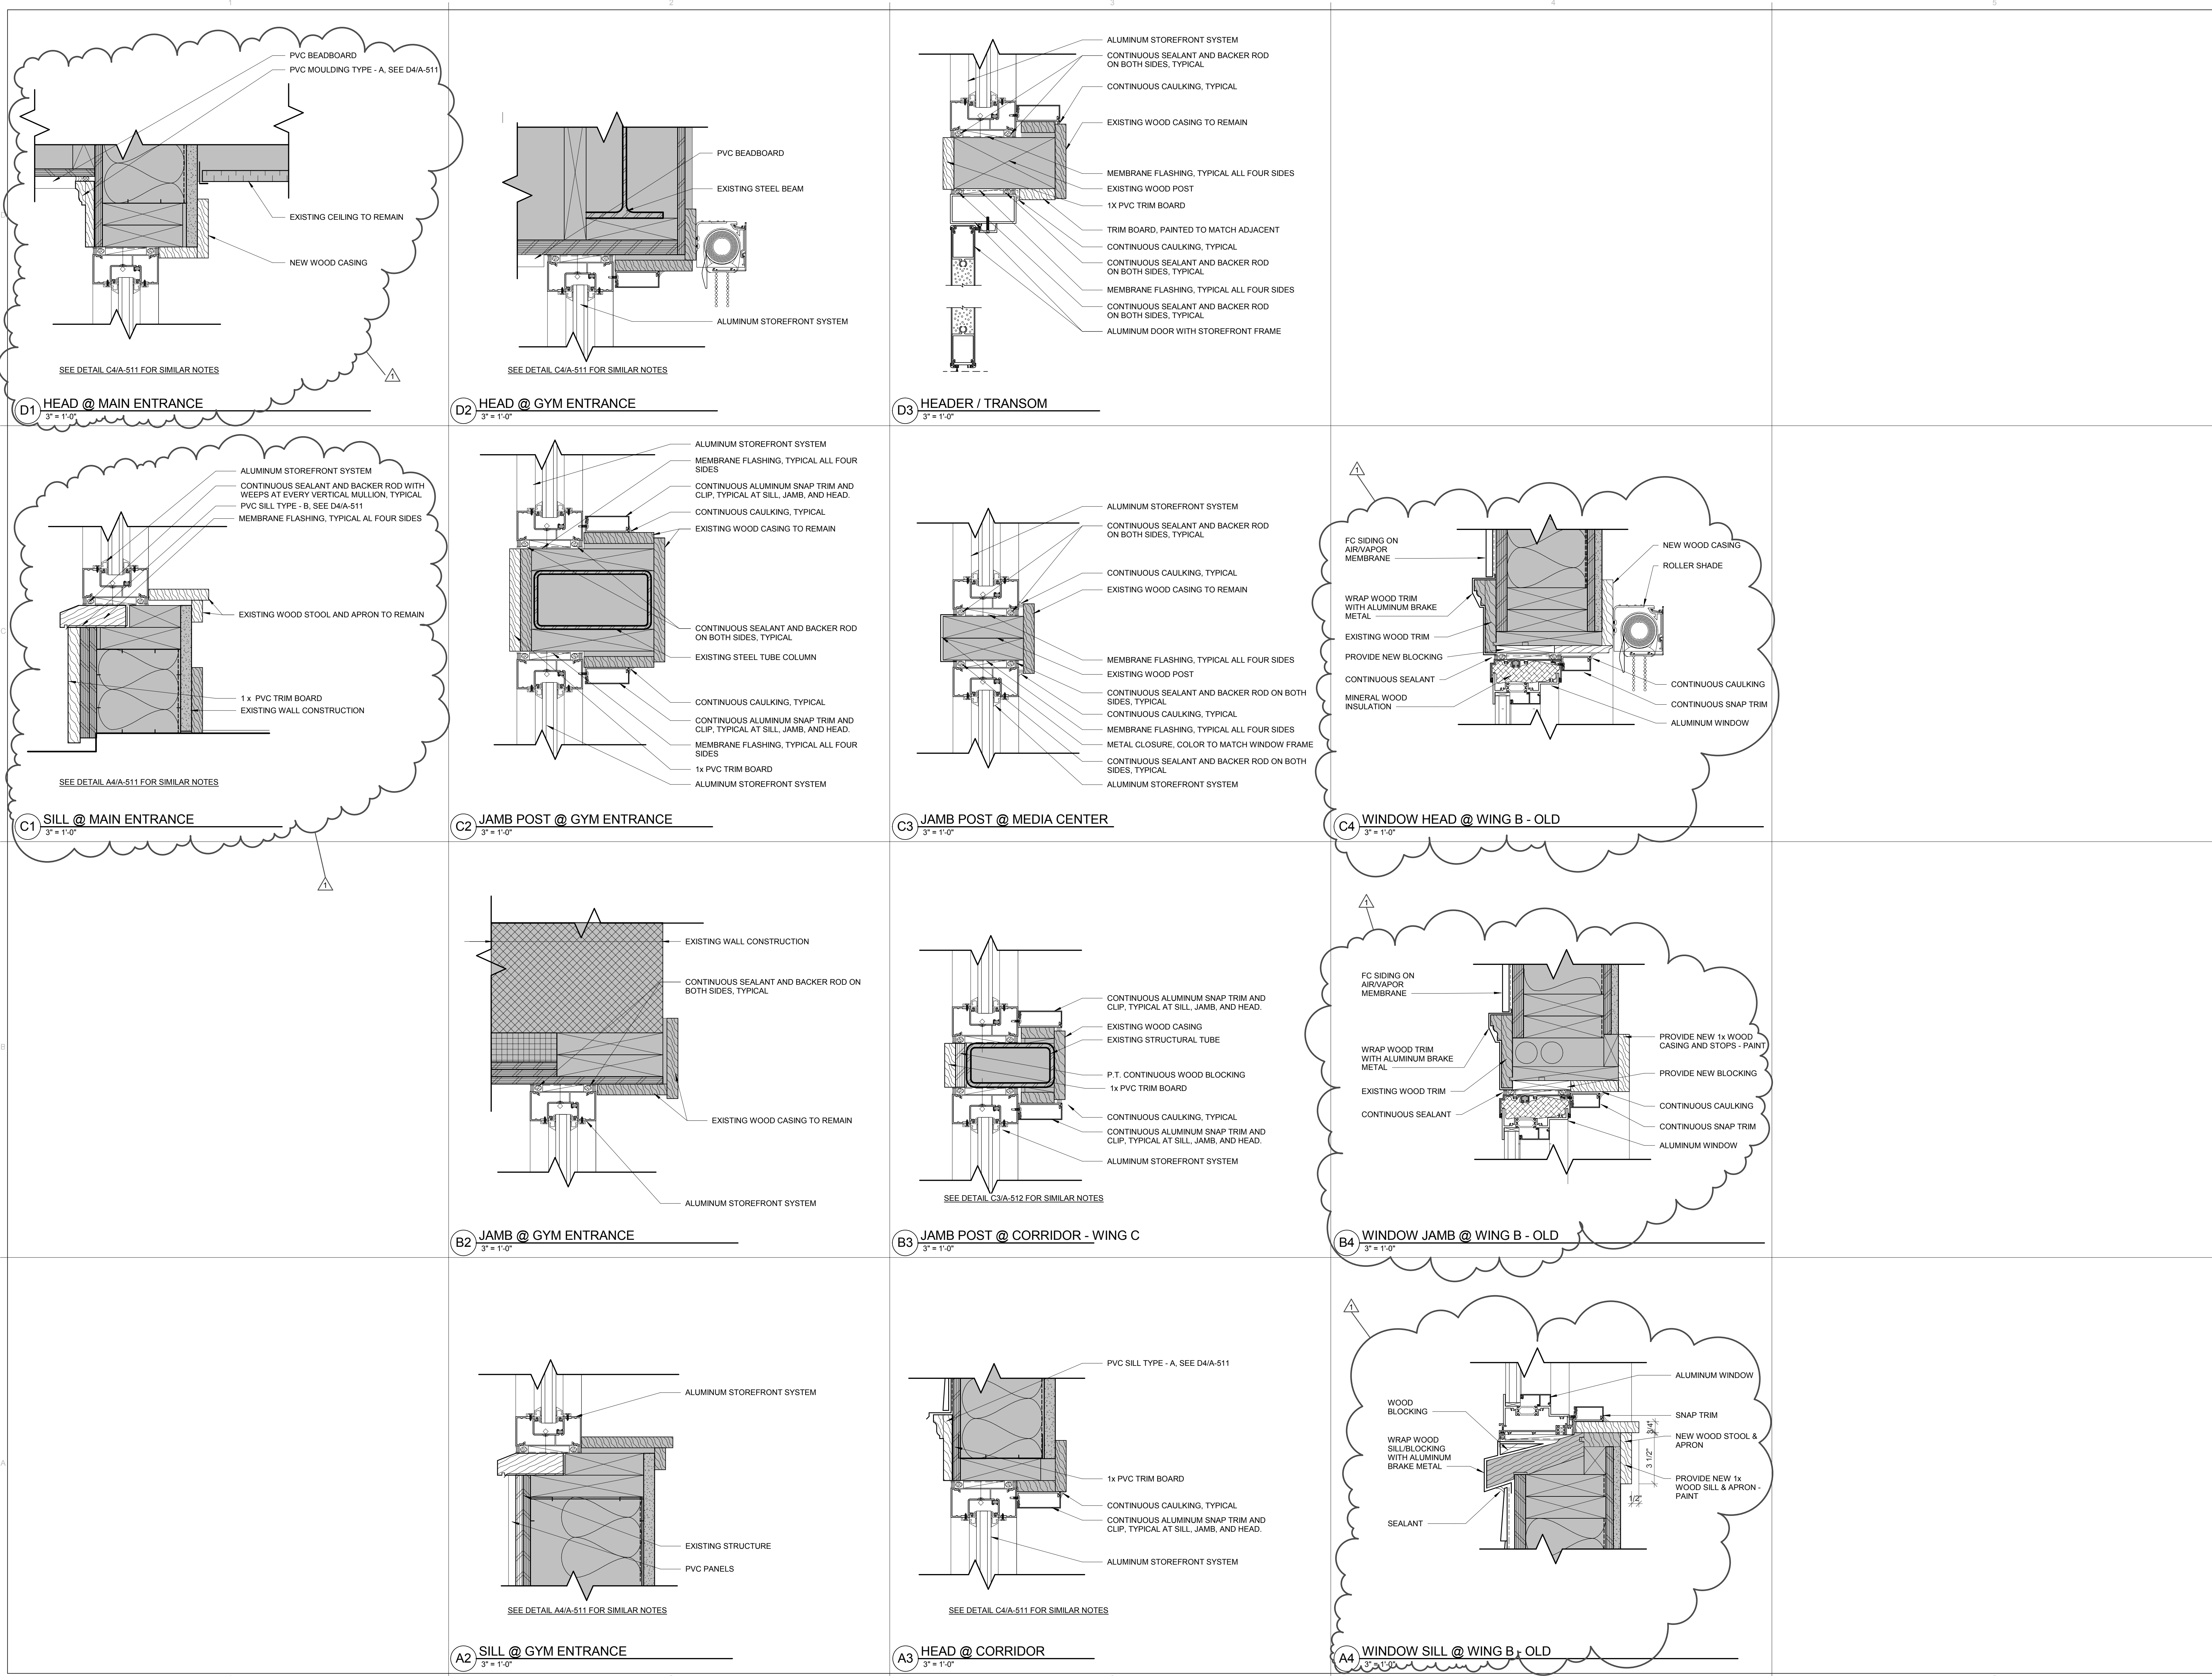 1
2
3
4
5
PVC BEADBOARD
PVC MOULDING TYPE - A, SEE D4/A-511
EXISTING CEILING TO REMAIN
NEW WOOD CASING
SEE DETAIL C4/A-511 FOR SIMILAR NOTES
1
D1
HEAD @ MAIN ENTRANCE
3" = 1'-0"
PVC BEADBOARD
EXISTING STEEL BEAM
ALUMINUM STOREFRONT SYSTEM
SEE DETAIL C4/A-511 FOR SIMILAR NOTES
D2
HEAD @ GYM ENTRANCE
3" = 1'-0"
ALUMINUM STOREFRONT SYSTEM
CONTINUOUS SEALANT AND BACKER ROD
ON BOTH SIDES, TYPICAL
CONTINUOUS CAULKING, TYPICAL
EXISTING WOOD CASING TO REMAIN
MEMBRANE FLASHING, TYPICAL ALL FOUR SIDES
EXISTING WOOD POST
1X PVC TRIM BOARD
TRIM BOARD, PAINTED TO MATCH ADJACENT
CONTINUOUS CAULKING, TYPICAL
CONTINUOUS SEALANT AND BACKER ROD
ON BOTH SIDES, TYPICAL
MEMBRANE FLASHING, TYPICAL ALL FOUR SIDES
CONTINUOUS SEALANT AND BACKER ROD
ON BOTH SIDES, TYPICAL
ALUMINUM DOOR WITH STOREFRONT FRAME
D3
HEADER / TRANSOM
3" = 1'-0"
D
C
ALUMINUM STOREFRONT SYSTEM
CONTINUOUS SEALANT AND BACKER ROD WITH
WEEPS AT EVERY VERTICAL MULLION, TYPICAL
PVC SILL TYPE - B, SEE D4/A-511
MEMBRANE FLASHING, TYPICAL AL FOUR SIDES
EXISTING WOOD STOOL AND APRON TO REMAIN
1 x  PVC TRIM BOARD
EXISTING WALL CONSTRUCTION
SEE DETAIL A4/A-511 FOR SIMILAR NOTES
C1
SILL @ MAIN ENTRANCE
3" = 1'-0"
1
ALUMINUM STOREFRONT SYSTEM
MEMBRANE FLASHING, TYPICAL ALL FOUR
SIDES
CONTINUOUS ALUMINUM SNAP TRIM AND
CLIP, TYPICAL AT SILL, JAMB, AND HEAD.
CONTINUOUS CAULKING, TYPICAL
EXISTING WOOD CASING TO REMAIN
CONTINUOUS SEALANT AND BACKER ROD
ON BOTH SIDES, TYPICAL
EXISTING STEEL TUBE COLUMN
CONTINUOUS CAULKING, TYPICAL
CONTINUOUS ALUMINUM SNAP TRIM AND
CLIP, TYPICAL AT SILL, JAMB, AND HEAD.
MEMBRANE FLASHING, TYPICAL ALL FOUR
SIDES
1x PVC TRIM BOARD
ALUMINUM STOREFRONT SYSTEM
C2
JAMB POST @ GYM ENTRANCE
3" = 1'-0"
ALUMINUM STOREFRONT SYSTEM
CONTINUOUS SEALANT AND BACKER ROD
ON BOTH SIDES, TYPICAL
CONTINUOUS CAULKING, TYPICAL
EXISTING WOOD CASING TO REMAIN
MEMBRANE FLASHING, TYPICAL ALL FOUR SIDES
EXISTING WOOD POST
CONTINUOUS SEALANT AND BACKER ROD ON BOTH
SIDES, TYPICAL
CONTINUOUS CAULKING, TYPICAL
MEMBRANE FLASHING, TYPICAL ALL FOUR SIDES
METAL CLOSURE, COLOR TO MATCH WINDOW FRAME
CONTINUOUS SEALANT AND BACKER ROD ON BOTH
SIDES, TYPICAL
ALUMINUM STOREFRONT SYSTEM
C3
JAMB POST @ MEDIA CENTER
3" = 1'-0"
1
FC SIDING ON
AIR/VAPOR
MEMBRANE
WRAP WOOD TRIM
WITH ALUMINUM BRAKE
METAL
EXISTING WOOD TRIM
PROVIDE NEW BLOCKING
CONTINUOUS SEALANT
MINERAL WOOD
INSULATION
NEW WOOD CASING
ROLLER SHADE
CONTINUOUS CAULKING
CONTINUOUS SNAP TRIM
ALUMINUM WINDOW
C4
WINDOW HEAD @ WING B - OLD
3" = 1'-0"
B
EXISTING WALL CONSTRUCTION
CONTINUOUS SEALANT AND BACKER ROD ON
BOTH SIDES, TYPICAL
EXISTING WOOD CASING TO REMAIN
ALUMINUM STOREFRONT SYSTEM
B2
JAMB @ GYM ENTRANCE
3" = 1'-0"
CONTINUOUS ALUMINUM SNAP TRIM AND
CLIP, TYPICAL AT SILL, JAMB, AND HEAD.
EXISTING WOOD CASING
EXISTING STRUCTURAL TUBE
P.T. CONTINUOUS WOOD BLOCKING
1x PVC TRIM BOARD
CONTINUOUS CAULKING, TYPICAL
CONTINUOUS ALUMINUM SNAP TRIM AND
CLIP, TYPICAL AT SILL, JAMB, AND HEAD.
ALUMINUM STOREFRONT SYSTEM
SEE DETAIL C3/A-512 FOR SIMILAR NOTES
B3
JAMB POST @ CORRIDOR - WING C
3" = 1'-0"
1
FC SIDING ON
AIR/VAPOR
MEMBRANE
WRAP WOOD TRIM
WITH ALUMINUM BRAKE
METAL
EXISTING WOOD TRIM
CONTINUOUS SEALANT
PROVIDE NEW 1x WOOD
CASING AND STOPS - PAINT
PROVIDE NEW BLOCKING
CONTINUOUS CAULKING
CONTINUOUS SNAP TRIM
ALUMINUM WINDOW
B4
WINDOW JAMB @ WING B - OLD
3" = 1'-0"
A
ALUMINUM STOREFRONT SYSTEM
EXISTING STRUCTURE
PVC PANELS
SEE DETAIL A4/A-511 FOR SIMILAR NOTES
A2
SILL @ GYM ENTRANCE
3" = 1'-0"
PVC SILL TYPE - A, SEE D4/A-511
1x PVC TRIM BOARD
CONTINUOUS CAULKING, TYPICAL
CONTINUOUS ALUMINUM SNAP TRIM AND
CLIP, TYPICAL AT SILL, JAMB, AND HEAD.
ALUMINUM STOREFRONT SYSTEM
SEE DETAIL C4/A-511 FOR SIMILAR NOTES
A3
HEAD @ CORRIDOR
3" = 1'-0"
1
WOOD
BLOCKING
WRAP WOOD
SILL/BLOCKING
WITH ALUMINUM
BRAKE METAL
SEALANT
ALUMINUM WINDOW
SNAP TRIM
NEW WOOD STOOL &
APRON
PROVIDE NEW 1x
WOOD SILL & APRON -
PAINT
3/4"
3 1/2"
1/2"
A4
WINDOW SILL @ WING B - OLD
3" = 1'-0"